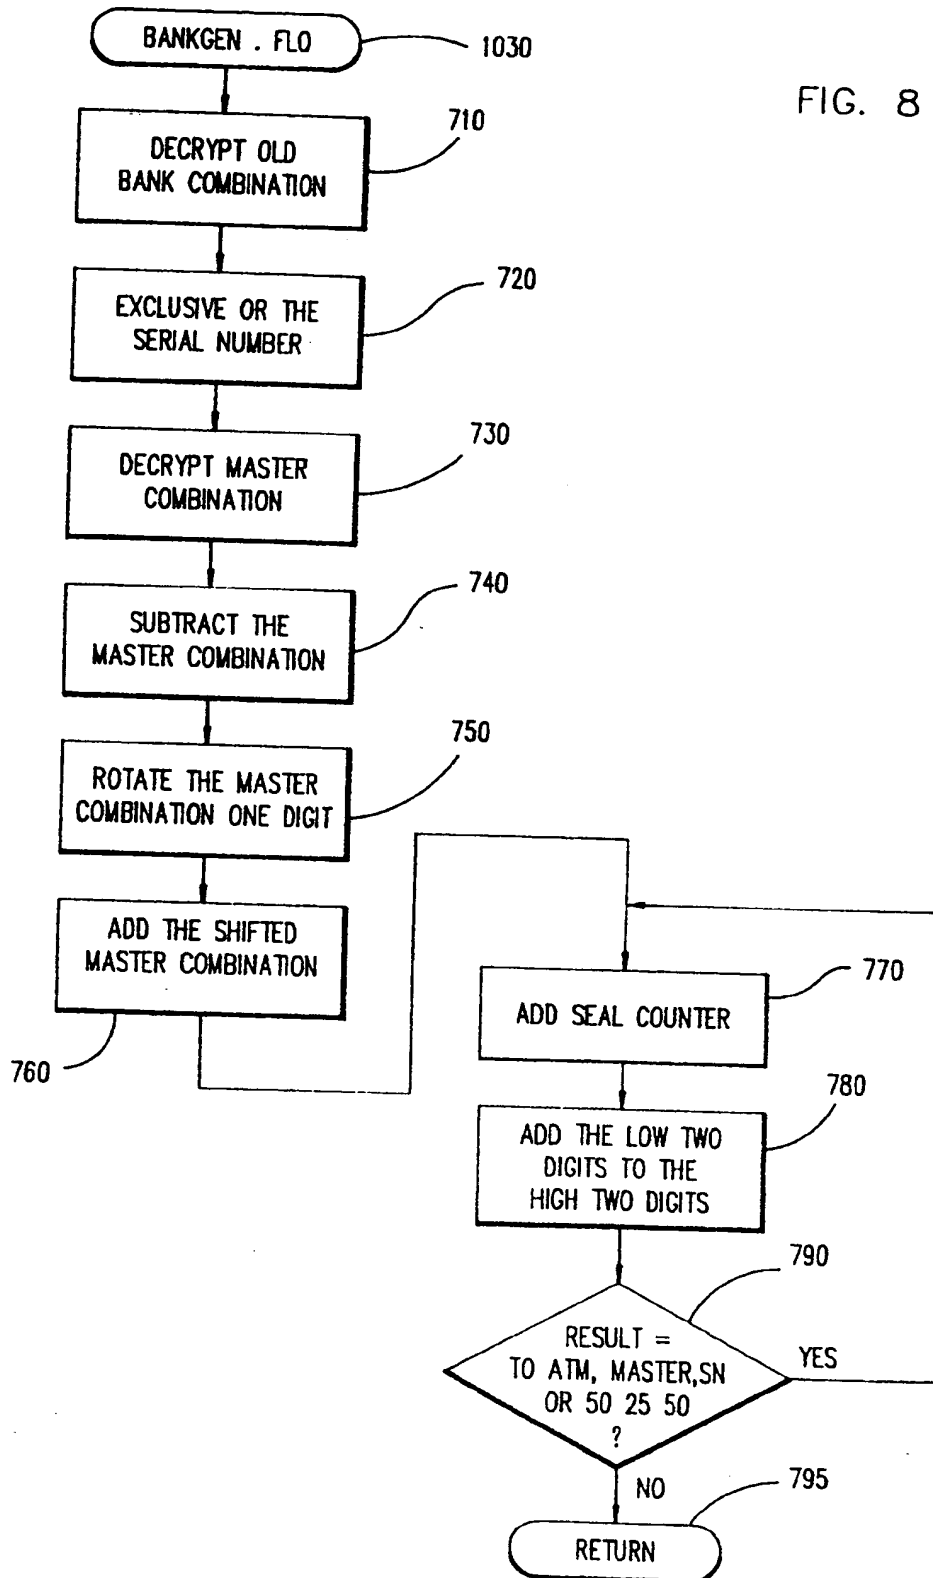 BANKGEN . FLO
1030
FIG. 8
710
DECRYPT OLD
BANK COMBINATION
720
EXCLUSIVE OR THE
SERIAL NUMBER
730
DECRYPT MASTER
COMBINATION
740
SUBTRACT THE
MASTER COMBINATION
750
ROTATE THE MASTER
COMBINATION ONE DIGIT
ADD THE SHIFTED
MASTER COMBINATION
760
770
ADD SEAL COUNTER
780
ADD THE LOW TWO
DIGITS TO THE
HIGH TWO DIGITS
790
RESULT =
TO ATM, MASTER,SN
OR 50 25 50
?
YES
NO
795
RETURN